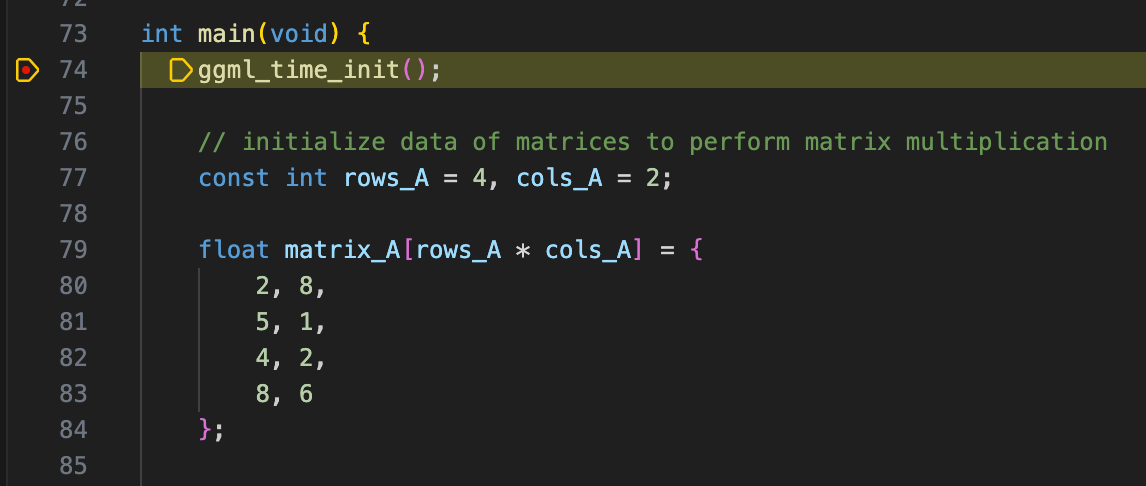 72
73 int main(void) {
74 ggml_time_init();
75
76 // initialize data of matrices to perform matrix multiplication
77 const int rows_A = 4, cols_A = 2;
78
79 float matrix_A[rows_A * cols_A] = {
80 2, 8,
81 5, 1,
82 4, 2,
83 8, 6
84 };
85